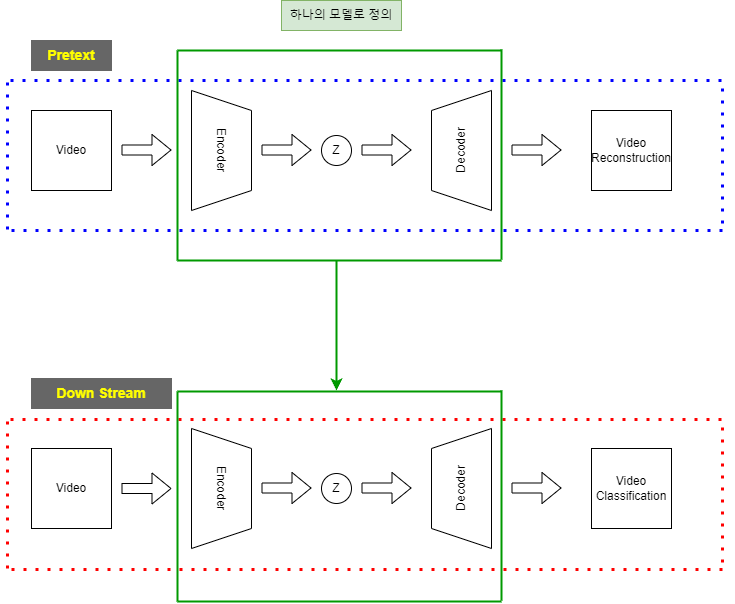 하나의 모델로 정의
Pretext
Video
Encoder
Z
Decoder
Video
Reconstruction
Down Stream
Video
Encoder
Z
Decoder
Video
Classification